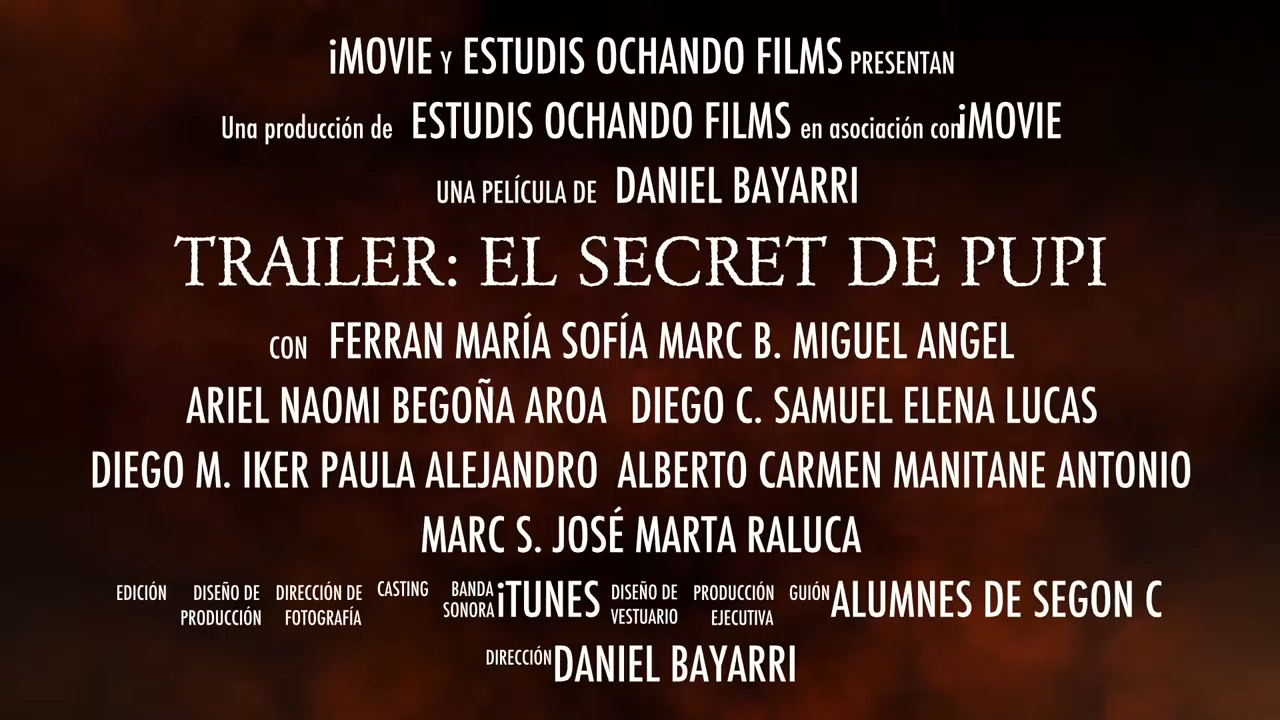 iMOVIE Y ESTUDIS OCHANDO FILMS PRESENTAN
Una producción de ESTUDIS OCHANDO FILMS en asociación con iMOVIE
UNA PELÍCULA DE DANIEL BAYARRI
TRAILER: EL SECRET DE PUPI
CON FERRAN MARÍA SOFÍA MARC B. MIGUEL ANGEL
ARIEL NAOMI BEGOÑA AROA DIEGO C. SAMUEL ELENA LUCAS
DIEGO M. IKER PAULA ALEJANDRO ALBERTO CARMEN MANITANE ANTONIO
MARC S. JOSÉ MARTA RALUCA
EDICIÓN DISEÑO DE PRODUCCIÓN DIRECCIÓN DE FOTOGRAFÍA CASTING BANDA SONORA iTUNES DISEÑO DE VESTUARIO PRODUCCIÓN EJECUTIVA GUIÓN ALUMNES DE SEGON C
DIRECCIÓN DANIEL BAYARRI